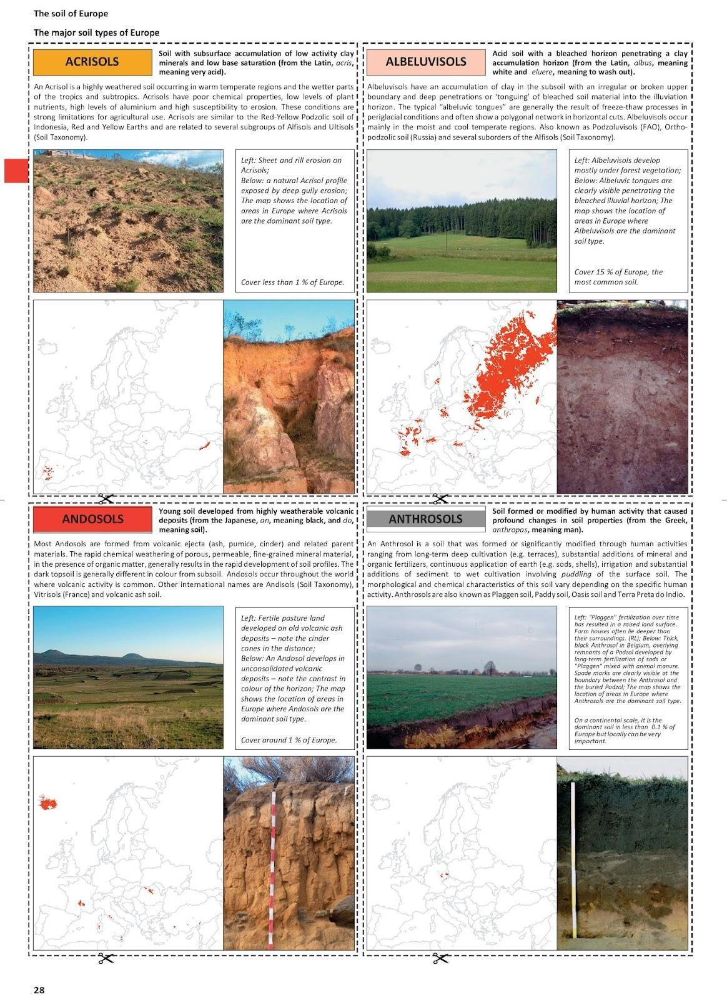 The soil of Europe
The major soil types of Europe
ACRISOLS
Soil with subsurface accumulation of low activity clay
minerals and low base saturation (from the Latin, acris,
meaning very acid).
An Acrisol is a highly weathered soil occurring in warm temperate regions and the wetter parts
of the tropics and subtropics. Acrisols have poor chemical properties, low levels of plant
nutrients, high levels of aluminium and high susceptibility to erosion. These conditions are
strong limitations for agricultural use. Acrisols are similar to the Red-Yellow Podzolic soil of
Indonesia, Red and Yellow Earths and are related to several subgroups of Alfisols and Ultisols
(Soil Taxonomy).
Left: Sheet and rill erosion on
Acrisols;
Below: a natural Acrisol profile
exposed by deep gully erosion;
The map shows the location of
areas in Europe where Acrisols
are the dominant soil type.
Cover less than 1 % of Europe.
ALBELUVISOLS
Acid soil with a bleached horizon penetrating a clay
accumulation horizon (from the Latin, albus, meaning
white and eluere, meaning to wash out).
Albeluvisols have an accumulation of clay in the subsoil with an irregular or broken upper
boundary and deep penetrations or ‘tonguing’ of bleached soil material into the illuviation
horizon. The typical “albeluvic tongues” are generally the result of freeze-thaw processes in
periglacial conditions and often show a polygonal network in horizontal cuts. Albeluvisols occur
mainly in the moist and cool temperate regions. Also known as Podzoluvisols (FAO), Ortho-
podzolic soil (Russia) and several suborders of the Alfisols (Soil Taxonomy).
Left: Albeluvisols develop
mostly under forest vegetation;
Below: Albeluvic tongues are
clearly visible penetrating the
bleached illuvial horizon; The
map shows the location of
areas in Europe where
Albeluvisols are the dominant
soil type.
Cover 15 % of Europe, the
most common soil.
ANDOSOLS
Young soil developed from highly weatherable volcanic
deposits (from the Japanese, an, meaning black, and do,
meaning soil).
Most Andosols are formed from volcanic ejecta (ash, pumice, cinder) and related parent
materials. The rapid chemical weathering of porous, permeable, fine-grained mineral material,
in the presence of organic matter, generally results in the rapid development of soil profiles. The
dark topsoil is generally different in colour from subsoil. Andosols occur throughout the world
where volcanic activity is common. Other international names are Andisols (Soil Taxonomy),
Vitrisols (France) and volcanic ash soil.
Left: Fertile pasture land
developed on old volcanic ash
deposits – note the cinder
cones in the distance;
Below: An Andosol develops in
unconsolidated volcanic
deposits – note the contrast in
colour of the horizon; The map
shows the location of areas in
Europe where Andosols are the
dominant soil type.
Cover around 1 % of Europe.
ANTHROSOLS
Soil formed or modified by human activity that caused
profound changes in soil properties (from the Greek,
anthropos, meaning man).
An Anthrosol is a soil that was formed or significantly modified through human activities
ranging from long-term deep cultivation (e.g. terraces), substantial additions of mineral and
organic fertilizers, continuous application of earth (e.g. sods, shells), irrigation and substantial
additions of sediment to wet cultivation involving puddling of the surface soil. The
morphological and chemical characteristics of this soil vary depending on the specific human
activity. Anthrosols are also known as Plaggen soil, Paddy soil, Oasis soil and Terra Preta do Indio.
Left: "Plaggen" fertilization over time
has resulted in a raised land surface.
Farm houses often lie deeper than
their surroundings. (RL); Below: Thick,
black Anthrosol in Belgium, overlying
remnants of a Podzol developed by
long-term fertilization of sods or
"Plaggen" mixed with animal manure.
Spade marks are clearly visible at the
boundary between the Anthrosol and
the buried Podzol; The map shows the
location of areas in Europe where
Anthrosols are the dominant soil type.
On a continental scale, it is the
dominant soil in less than 0.1 % of
Europe but locally can be very
important.
28